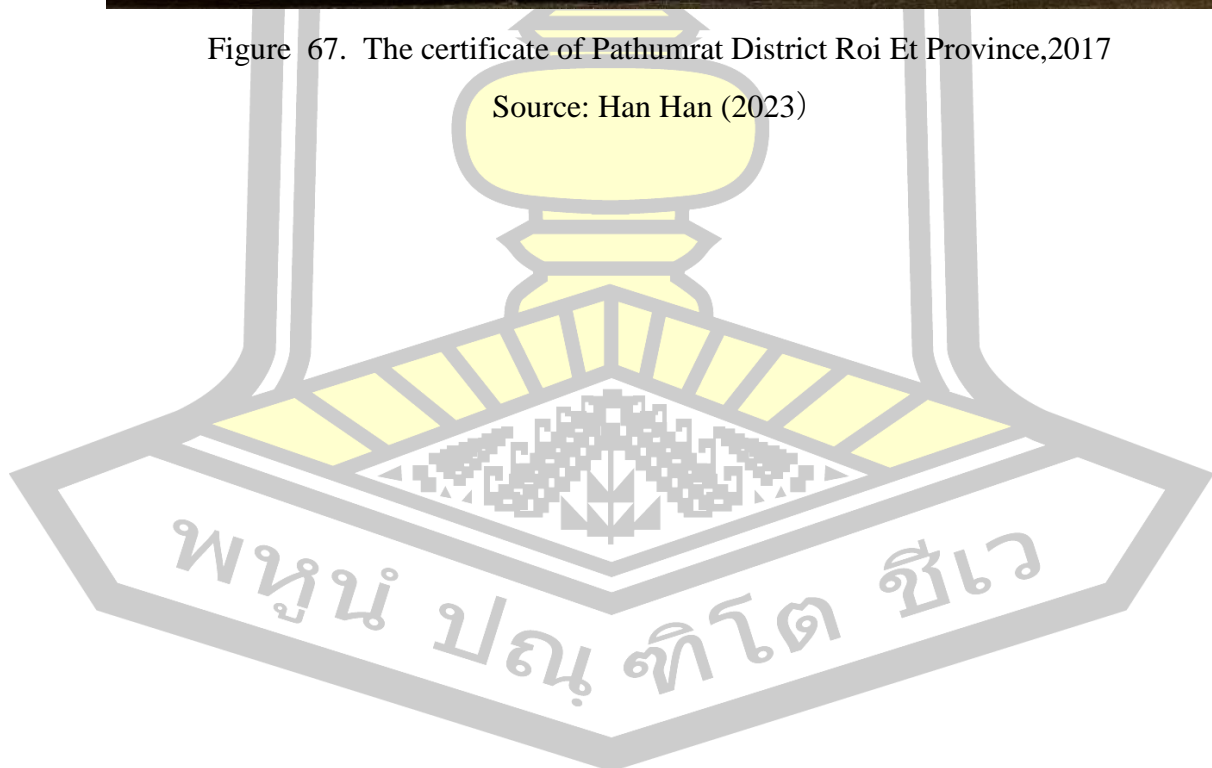 Figure 67. The certificate of Pathumrat District Roi Et Province,2017
Source: Han Han (2023）
พหูนํ ปณฺฑิโต ชีเว